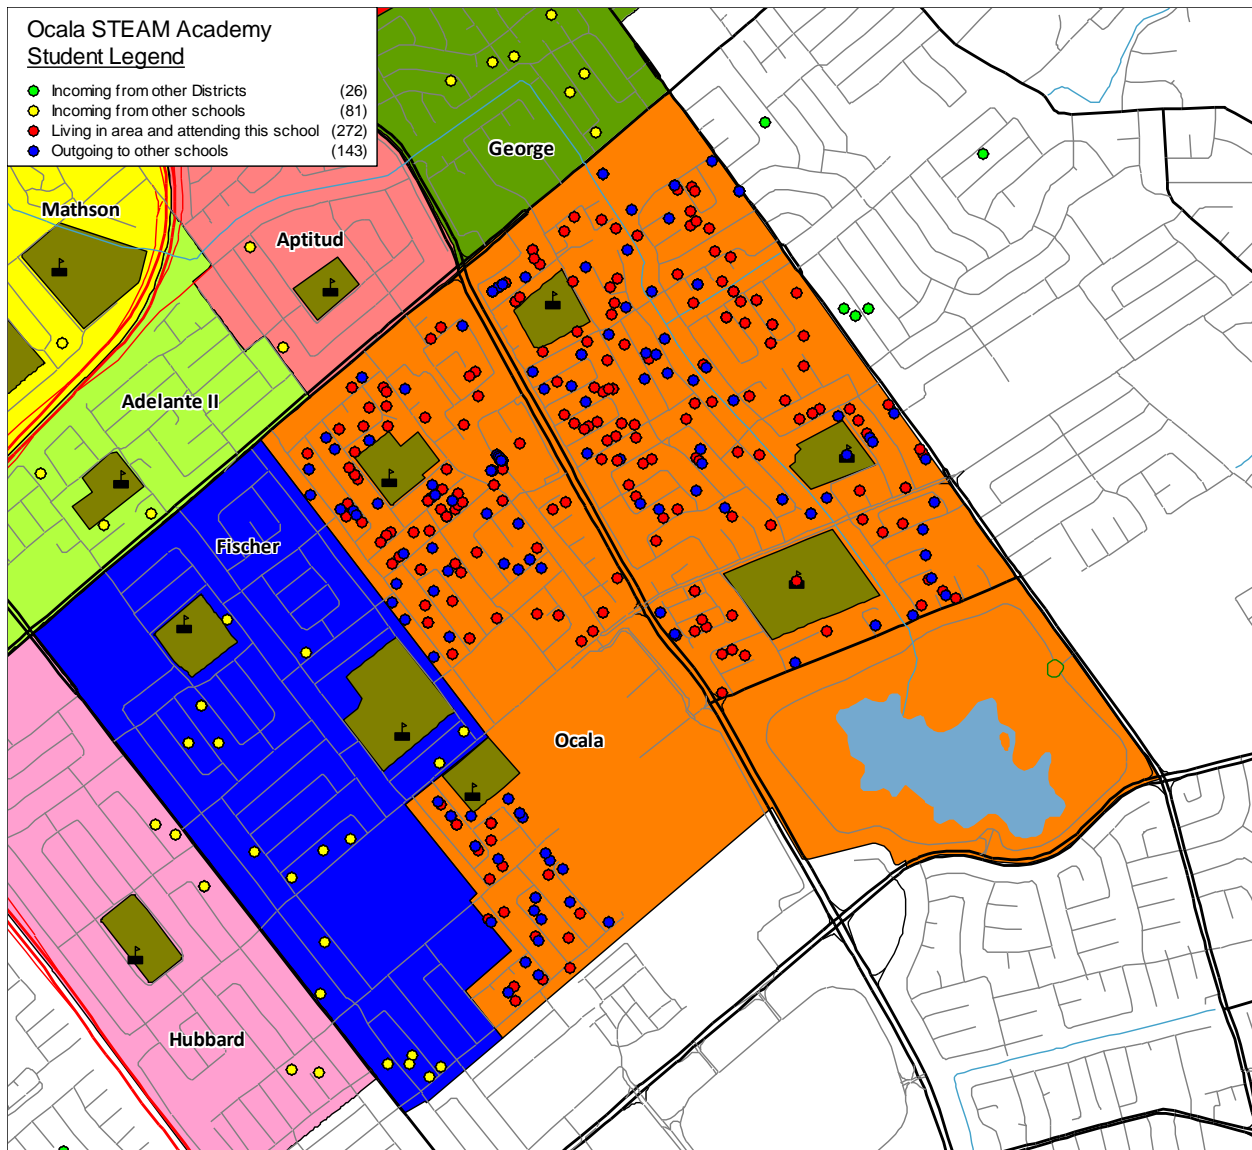 Ocala STEAM Academy
Student Legend
Incoming from other Districts (26)
Incoming from other schools (81)
Living in area and attending this school (272)
Outgoing to other schools (143)
George
Mathson
Aptitud
Adelante II
Fischer
Ocala
Hubbard